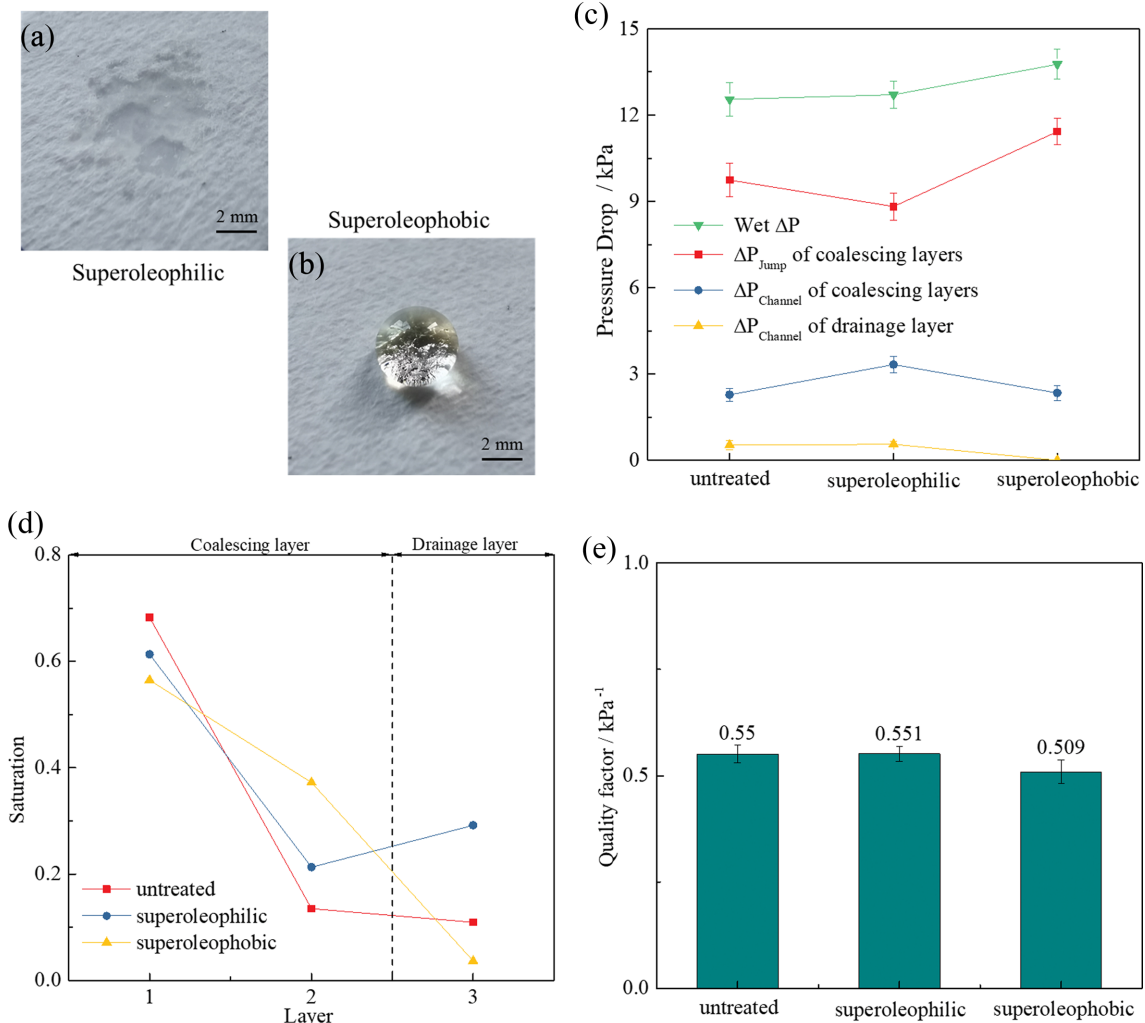 (a)
2 mm
Superoleophilic
Superoleophobic
(b)
2 mm
(c)
15
12
9
6
3
0
Pressure Drop / kPa
Wet ΔP
ΔP_Jump of coalescing layers
ΔP_Channel of coalescing layers
ΔP_Channel of drainage layer
untreated
superoleophilic
superoleophobic
(d)
Coalescing layer
Drainage layer
0.8
0.6
0.4
0.2
0.0
Saturation
untreated
superoleophilic
superoleophobic
1
2
3
Layer
(e)
1.0
0.5
0.0
Quality factor / kPa⁻¹
0.55
0.551
0.509
untreated
superoleophilic
superoleophobic